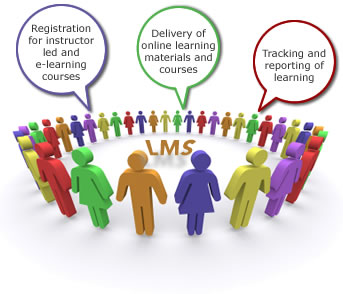 Registration
for instructor
led and
e-learning
courses
Delivery of
online learning
materials and
courses
Tracking and
reporting of
learning
LMS